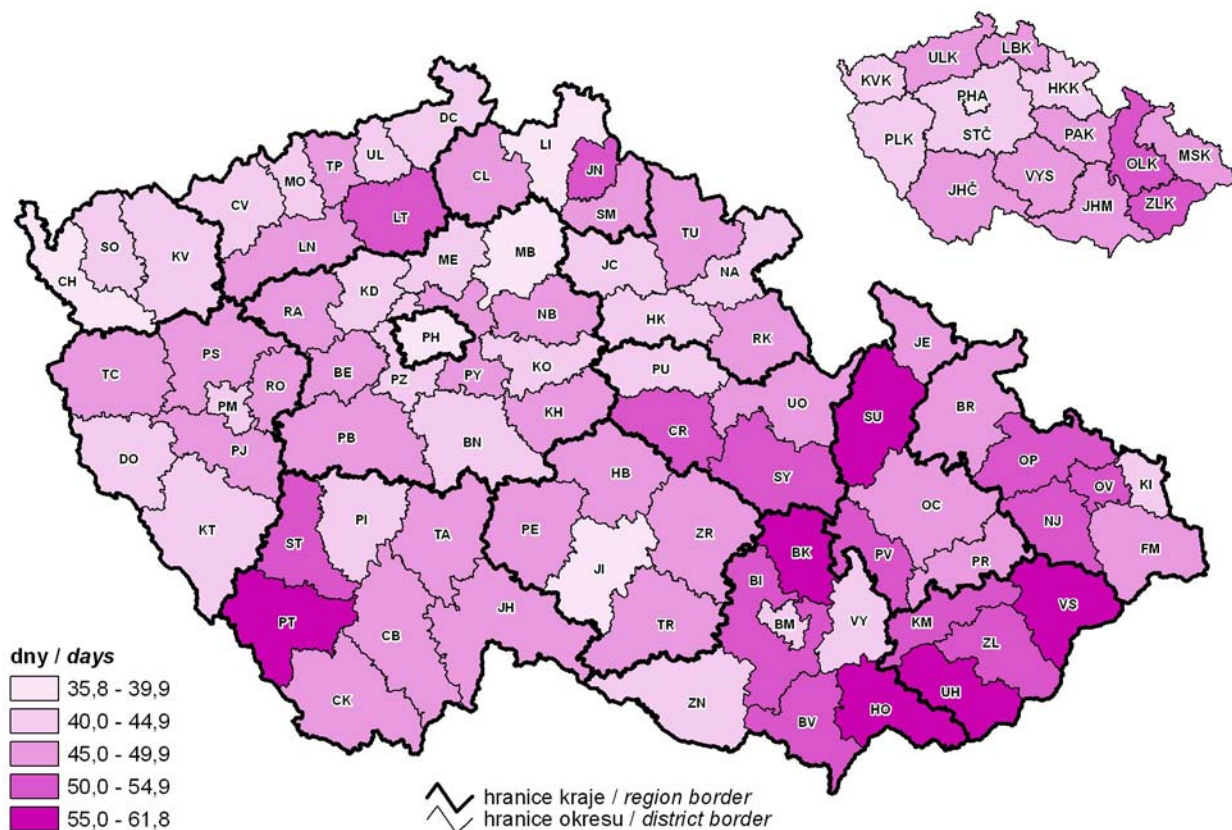 ULK
LBK
KVK
HKK
PHA
STČ
PLK
PAK
OLK
MSK
VYS
JHČ
JHM
ZLK
DC
LI
UL
TP
JN
MO
CL
CV
LT
SM
SO
LN
TU
KV
MB
ME
CH
JC
NA
KD
RA
NB
HK
PH
RK
JE
TC
PS
KO
PU
RO
BE
PZ
PY
PM
UO
BR
KH
SU
CR
PB
BN
DO
PJ
OP
SY
HB
OV
KI
OC
NJ
KT
PI
ST
TA
PE
ZR
FM
BK
PV
PR
JI
BI
VS
JH
PT
CB
TR
BM
VY
KM
ZL
UH
CK
ZN
HO
BV
dny / days
35,8 - 39,9
40,0 - 44,9
45,0 - 49,9
50,0 - 54,9
55,0 - 61,8
hranice kraje / region border
hranice okresu / district border